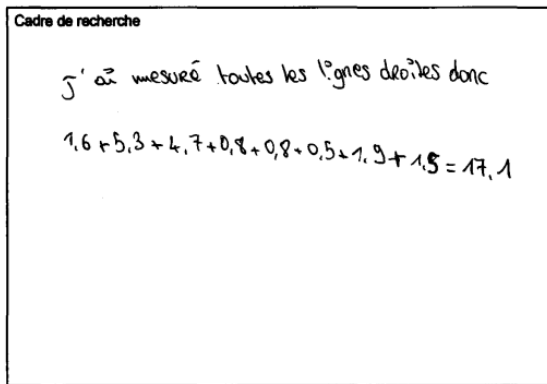 Cadre de recherche
J'ai mesuré toutes les lignes droites donc
1,6+5,3+4,7+0,8+0,8+0,5+1,9+1,5=17,1